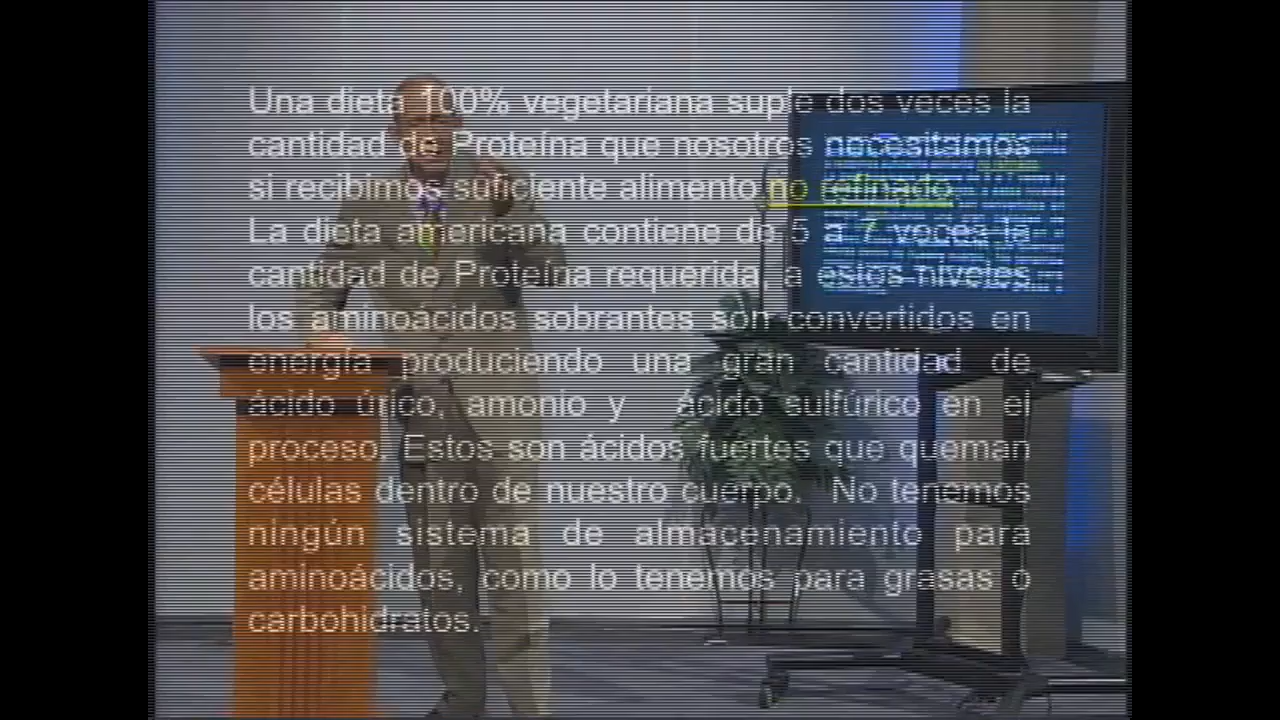 Una dieta 100% vegetariana suple dos veces la
cantidad de Proteína que nosotros necesitamos
si recibimos suficiente alimento no refinado
La dieta americana contiene de 5 a 7 veces la
cantidad de Proteína requerida, a estos niveles
los aminoácidos sobrantes son convertidos en
energía produciendo una gran cantidad de
ácido úrico, amonio y Acido sulfúrico en el
proceso. Estos son ácidos fuertes que queman
células dentro de nuestro cuerpo. No tenemos
ningún sistema de almacenamiento para
aminoácidos, como lo tenemos para grasas o
carbohidratos.